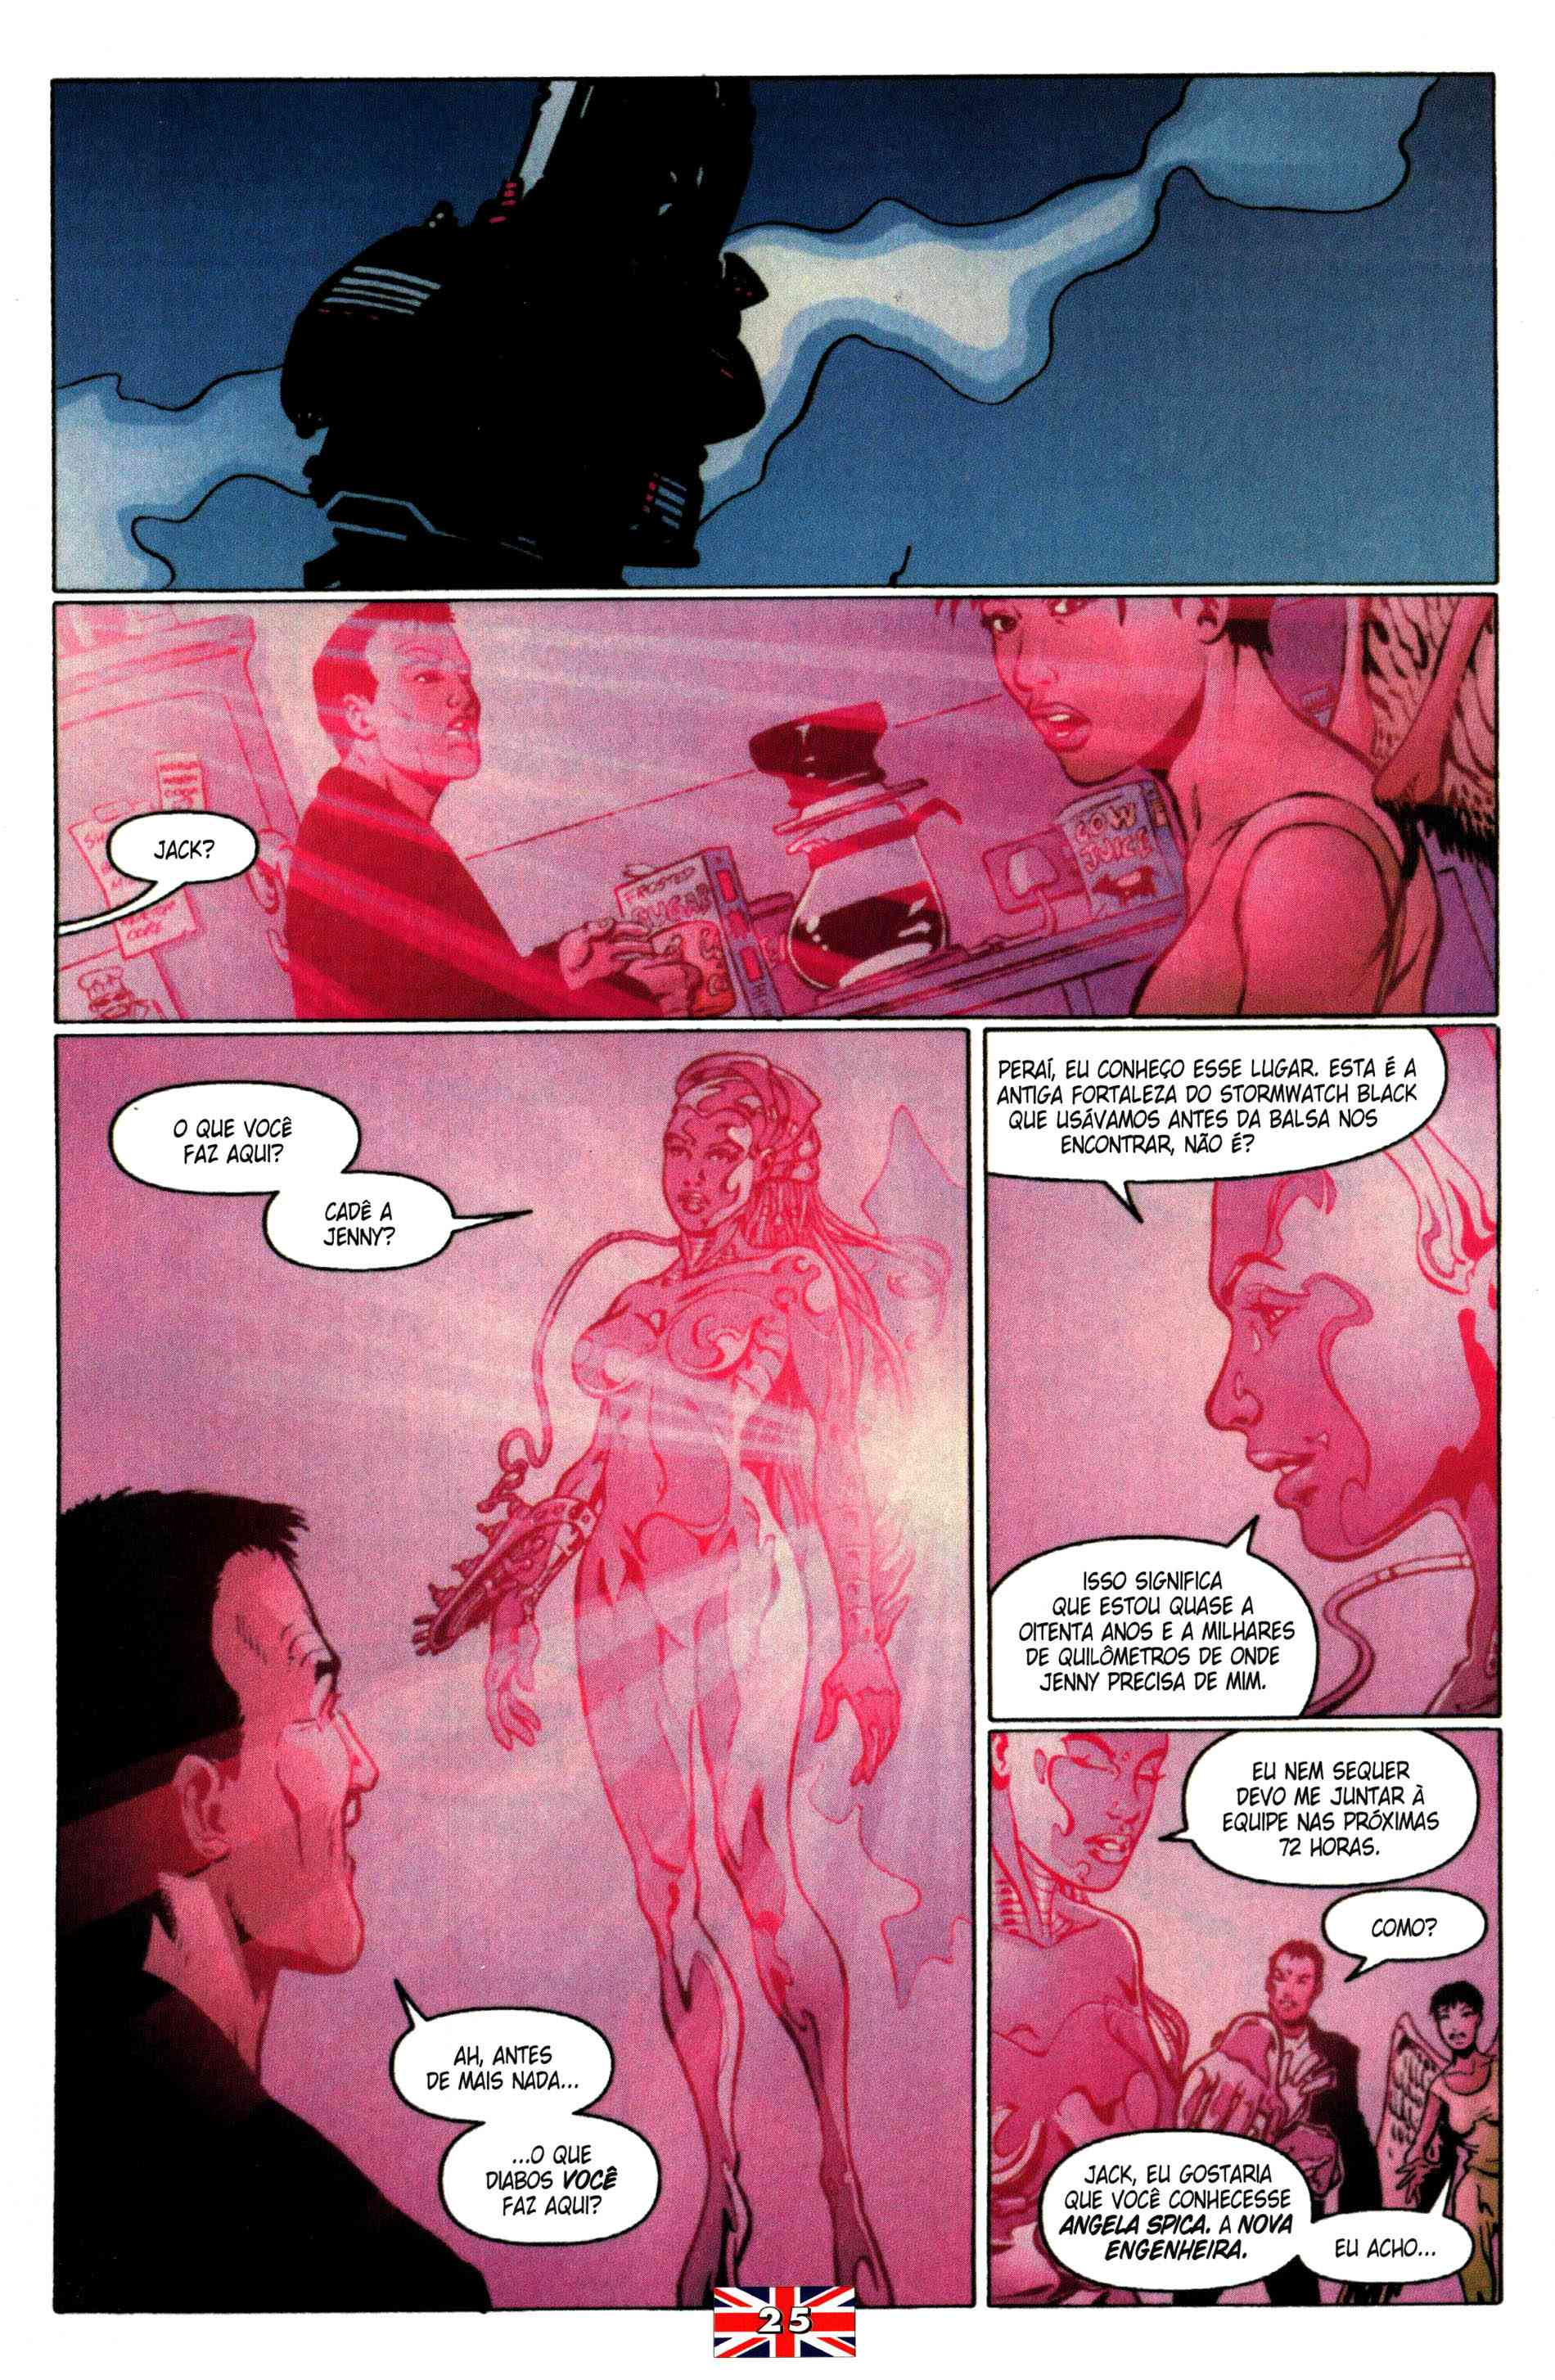 JACK?
FROSTED
SUGAR
COW
JUICE
O QUE VOCÊ
FAZ AQUI?
CADÊ A
JENNY?
AH, ANTES
DE MAIS NADA...
...O QUE
DIABOS VOCÊ
FAZ AQUI?
PERAÍ, EU CONHEÇO ESSE LUGAR. ESTA É A
ANTIGA FORTALEZA DO STORMWATCH BLACK
QUE USÁVAMOS ANTES DA BALSA NOS
ENCONTRAR, NÃO É?
ISSO SIGNIFICA
QUE ESTOU QUASE A
OITENTA ANOS E A MILHARES
DE QUILÔMETROS DE ONDE
JENNY PRECISA DE MIM.
EU NEM SEQUER
DEVO ME JUNTAR À
EQUIPE NAS PRÓXIMAS
72 HORAS.
COMO?
JACK, EU GOSTARIA
QUE VOCÊ CONHECESSE
ANGELA SPICA. A NOVA
ENGENHEIRA.
EU ACHO...
25